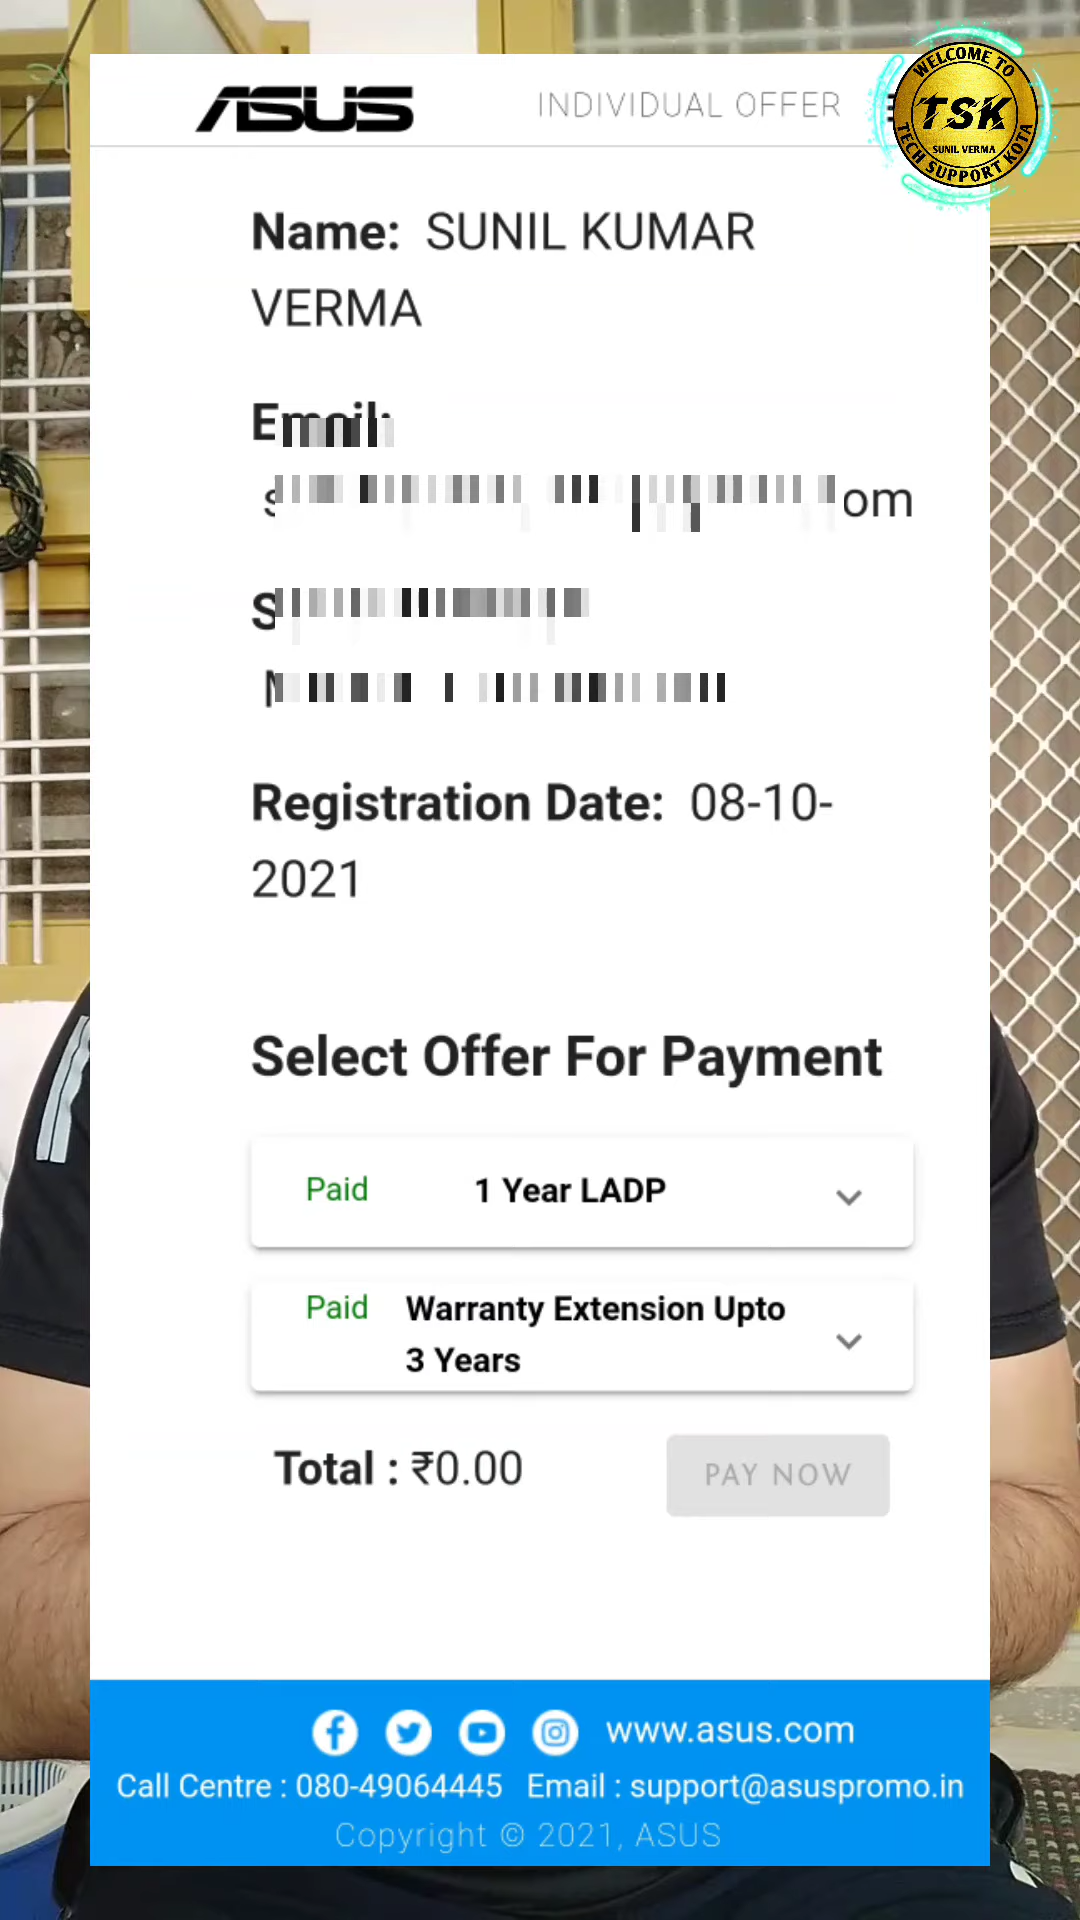 ASUS INDIVIDUAL OFFER
WELCOME TO
TSK
SUNIL VERMA
TECH SUPPORT KOTA
Name: SUNIL KUMAR
VERMA
Email:
om
Registration Date: 08-10-
2021
Select Offer For Payment
Paid 1 Year LADP
Paid Warranty Extension Upto
3 Years
Total : ₹0.00 PAY NOW
www.asus.com
Call Centre : 080-49064445 Email : support@asuspromo.in
Copyright © 2021, ASUS